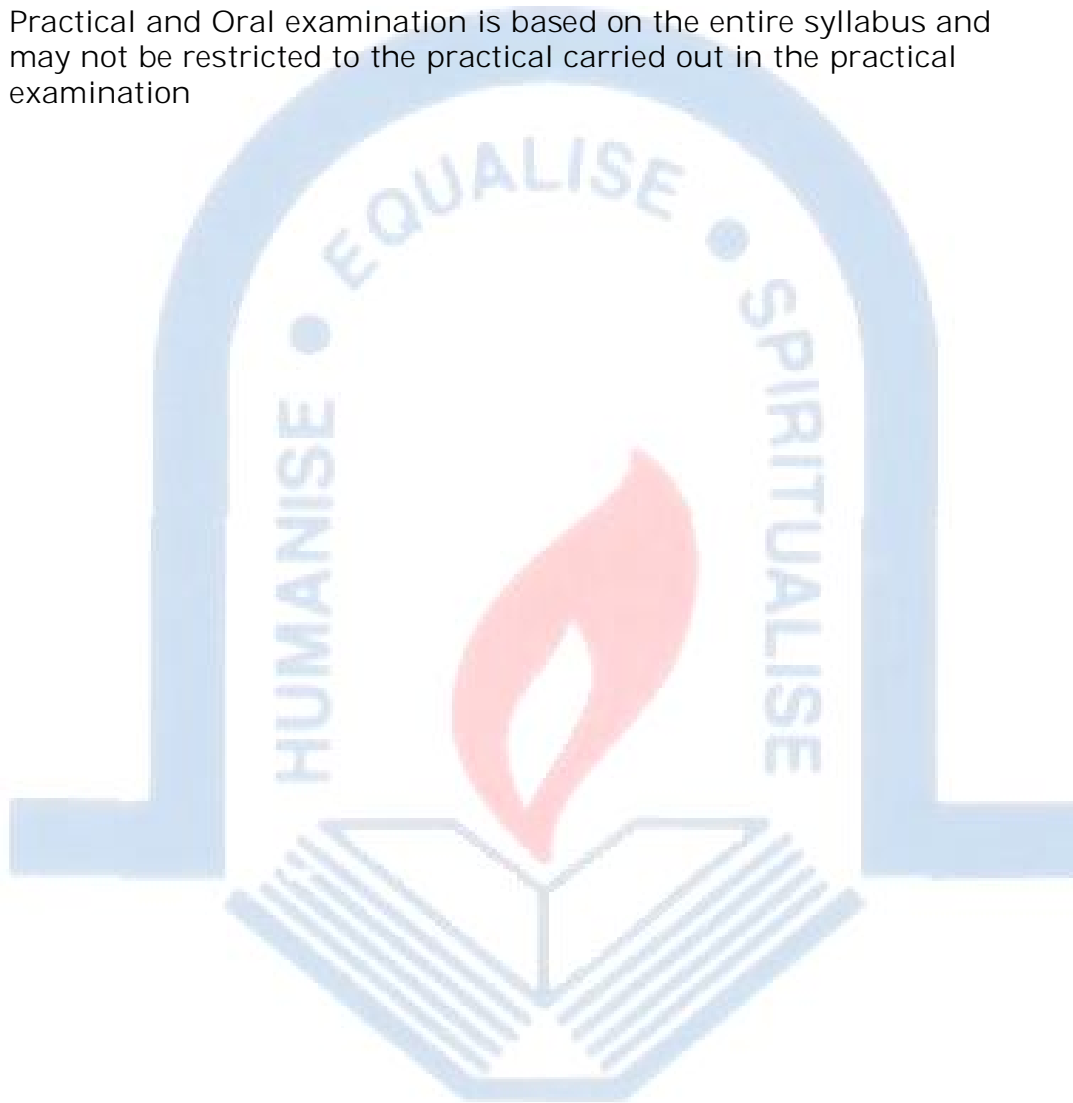 Practical and Oral examination is based on the entire syllabus and
may not be restricted to the practical carried out in the practical
examination
HUMANISE • EQUALISE • SPIRITUALISE